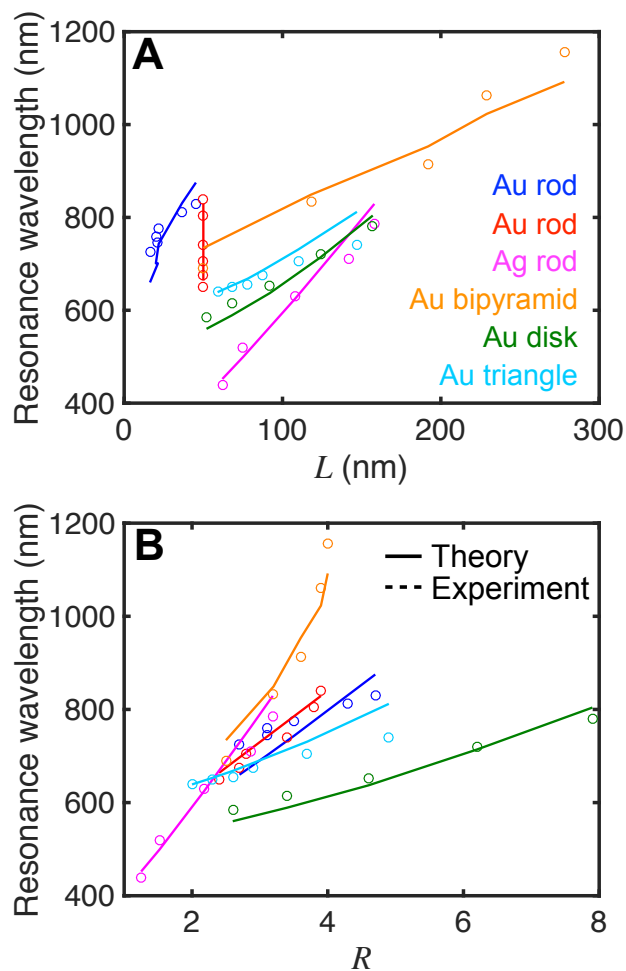 A
Resonance wavelength (nm)
1200
1000
800
600
400
0
100
200
300
L (nm)
Au rod
Au rod
Ag rod
Au bipyramid
Au disk
Au triangle
B
Resonance wavelength (nm)
1200
1000
800
600
400
2
4
6
8
R
Theory
Experiment